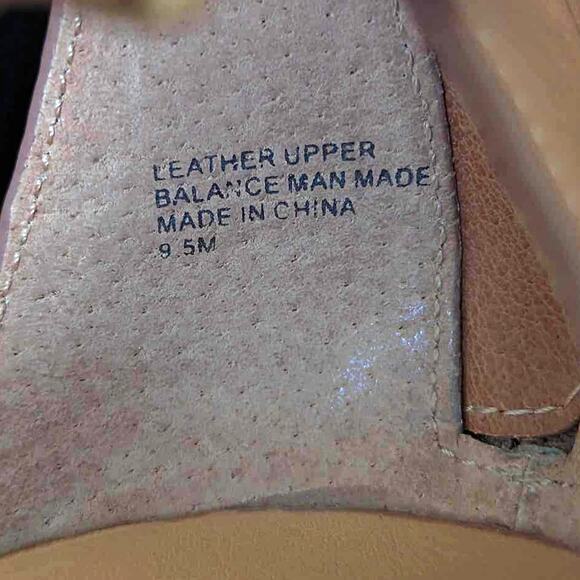 LEATHER UPPER
BALANCE MAN MADE
MADE IN CHINA
9.5M